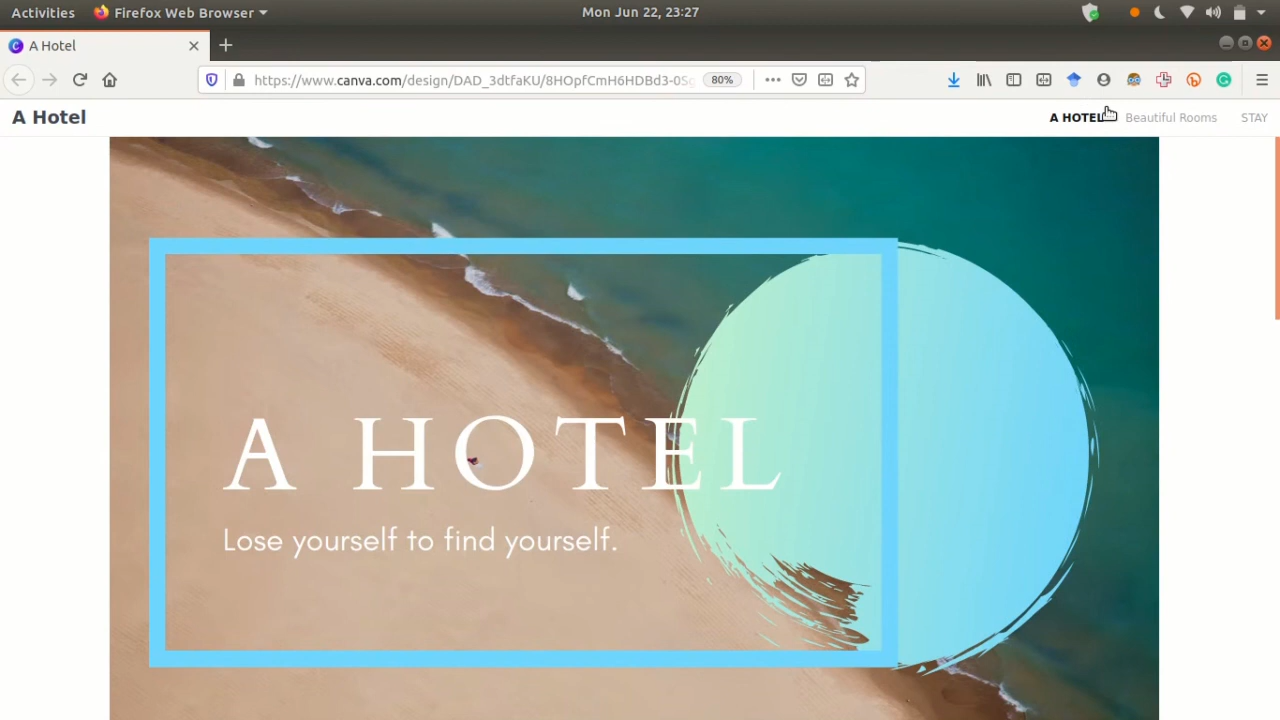 Activities Firefox Web Browser Mon Jun 22, 23:27
A Hotel
https://www.canva.com/design/DAD_3dtfaKU/8HOpfCmH6HDBd3-0S 80%
A Hotel A HOTEL Beautiful Rooms STAY
A HOTEL
Lose yourself to find yourself.